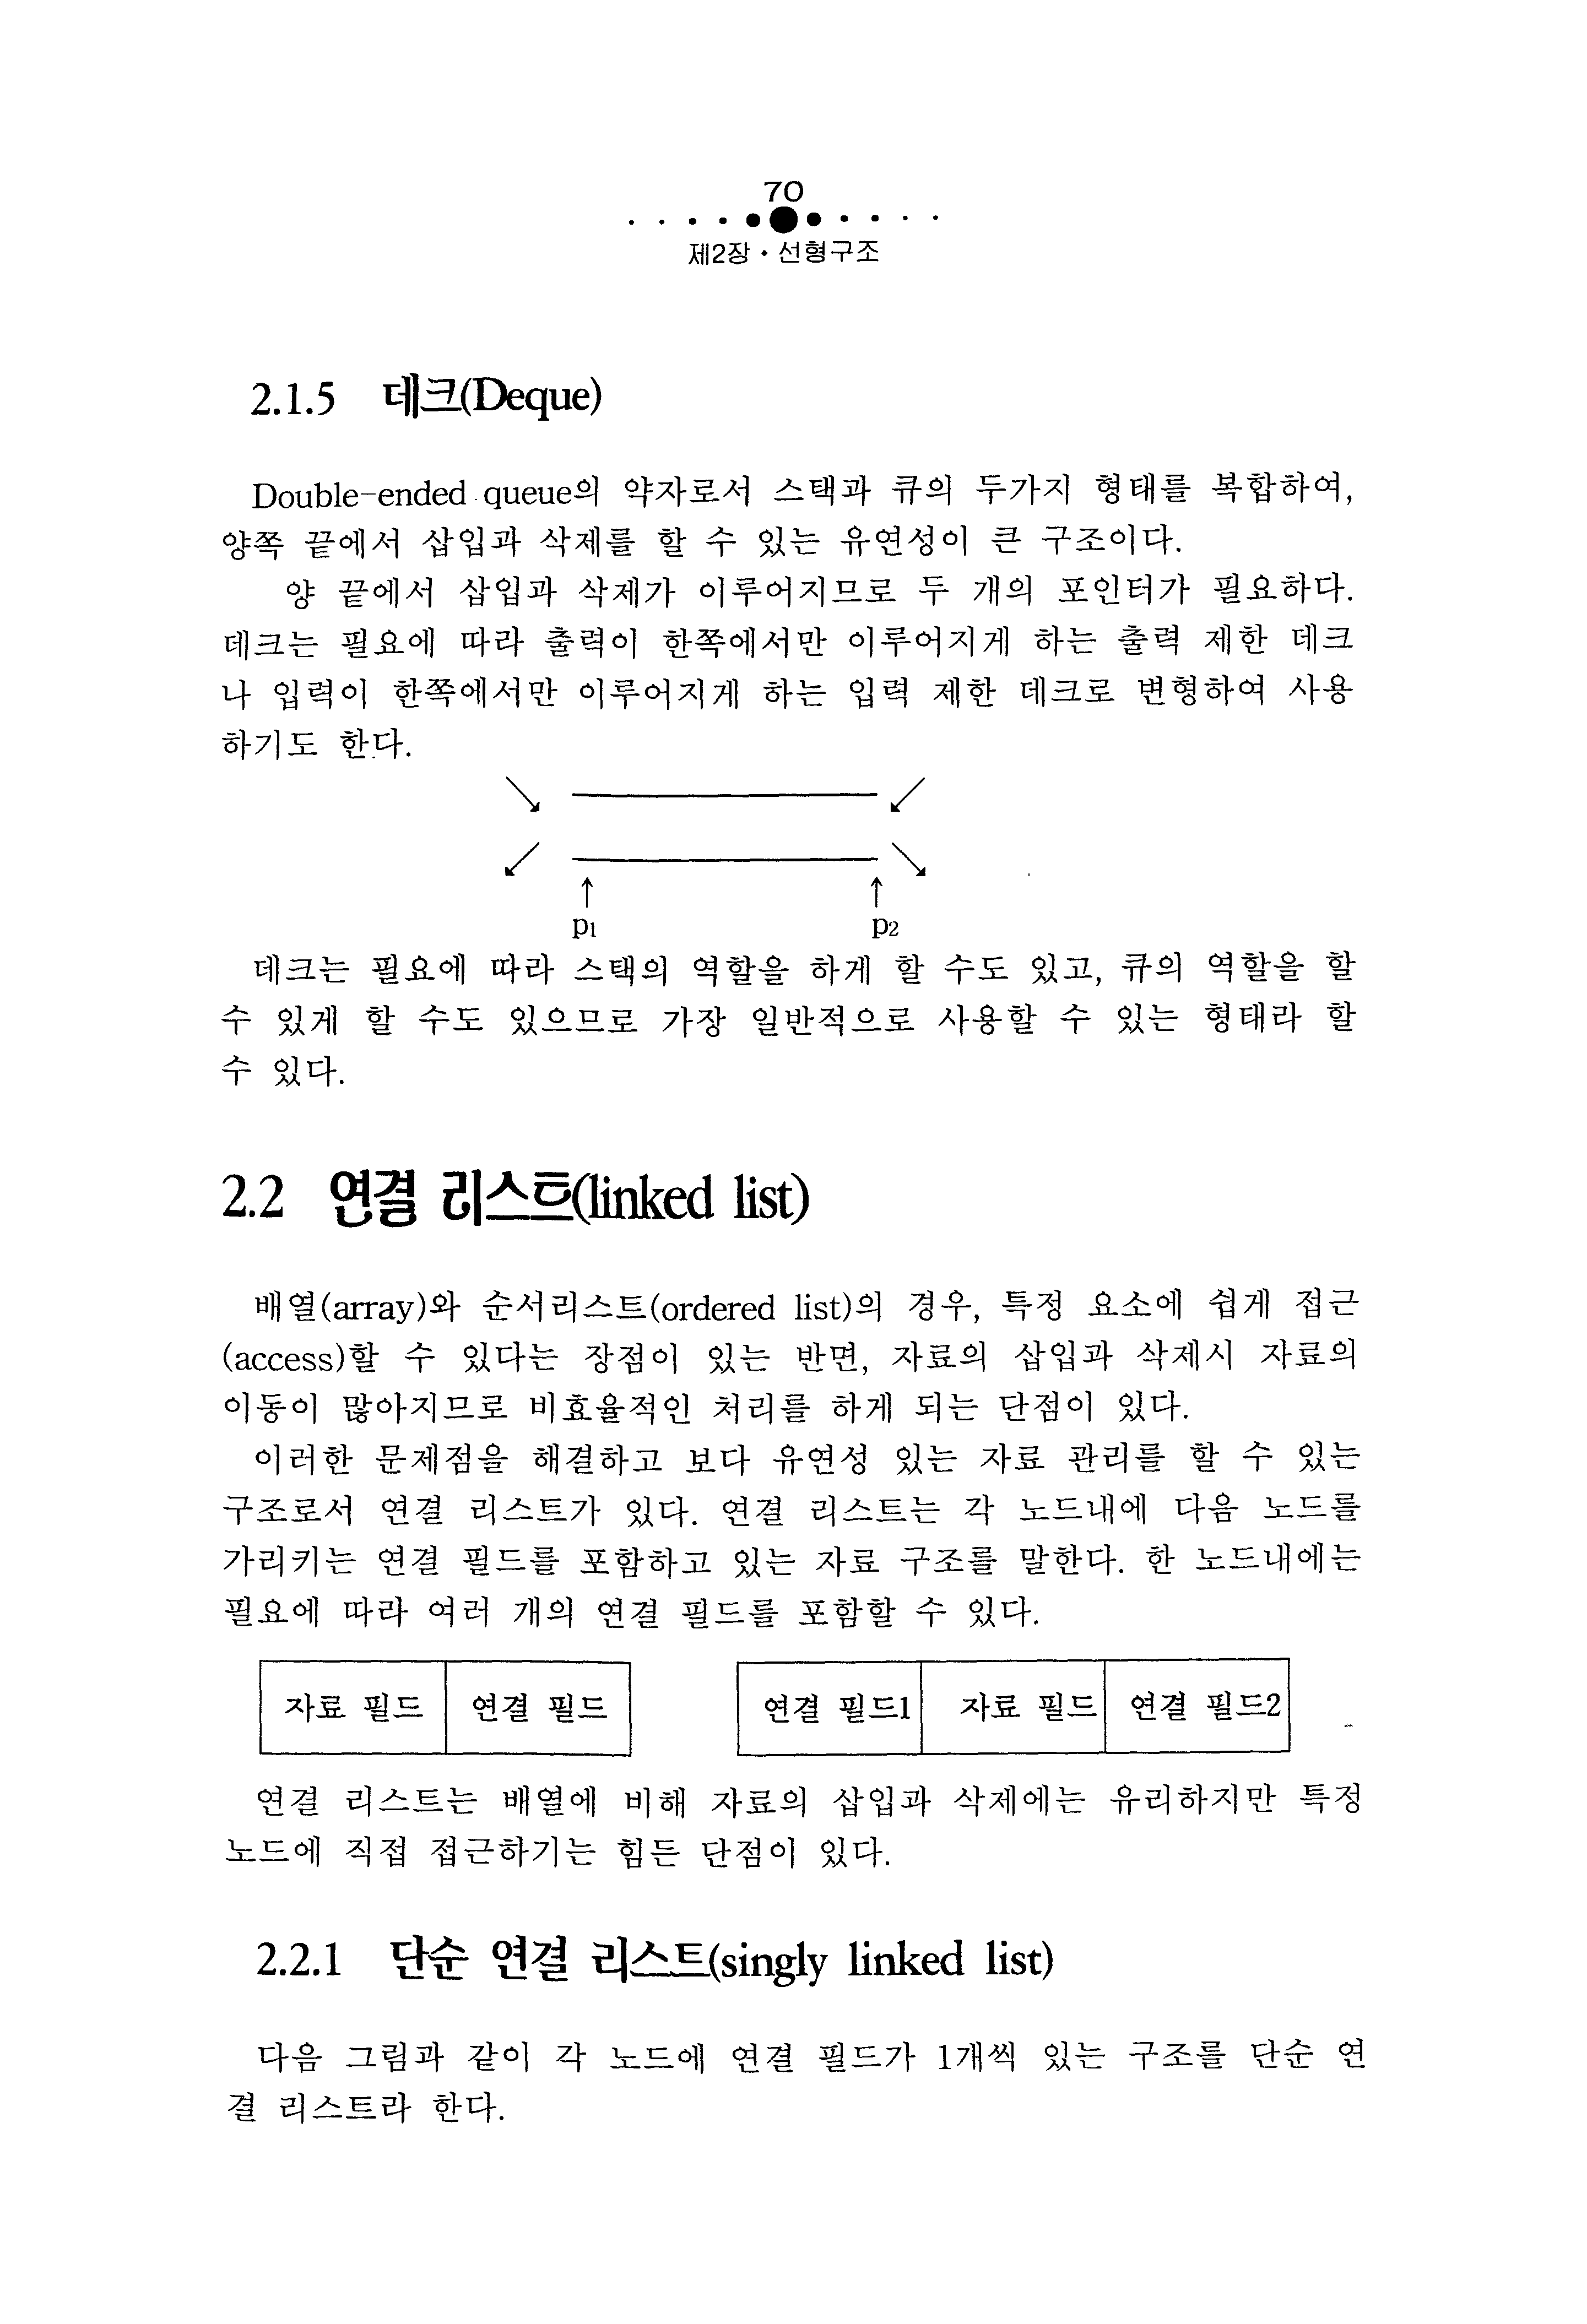 70
제2장 • 선형구조
2.1.5 데크(Deque)
Double-ended queue의 약자로서 스택과 큐의 두가지 형태를 복합하여,
양쪽 끝에서 삽입과 삭제를 할 수 있는 유연성이 큰 구조이다.
양 끝에서 삽입과 삭제가 이루어지므로 두 개의 포인터가 필요하다.
데크는 필요에 따라 출력이 한쪽에서만 이루어지게 하는 출력 제한 데크
나 입력이 한쪽에서만 이루어지게 하는 입력 제한 데크로 변형하여 사용
하기도 한다.
p1 p2
데크는 필요에 따라 스택의 역할을 하게 할 수도 있고, 큐의 역할을 할
수 있게 할 수도 있으므로 가장 일반적으로 사용할 수 있는 형태라 할
수 있다.
2.2 연결 리스트(linked list)
배열(array)와 순서리스트(ordered list)의 경우, 특정 요소에 쉽게 접근
(access)할 수 있다는 장점이 있는 반면, 자료의 삽입과 삭제시 자료의
이동이 많아지므로 비효율적인 처리를 하게 되는 단점이 있다.
이러한 문제점을 해결하고 보다 유연성 있는 자료 관리를 할 수 있는
구조로서 연결 리스트가 있다. 연결 리스트는 각 노드내에 다음 노드를
가리키는 연결 필드를 포함하고 있는 자료 구조를 말한다. 한 노드내에는
필요에 따라 여러 개의 연결 필드를 포함할 수 있다.
자료 필드 연결 필드 연결 필드1 자료 필드 연결 필드2
연결 리스트는 배열에 비해 자료의 삽입과 삭제에는 유리하지만 특정
노드에 직접 접근하기는 힘든 단점이 있다.
2.2.1 단순 연결 리스트(singly linked list)
다음 그림과 같이 각 노드에 연결 필드가 1개씩 있는 구조를 단순 연
결 리스트라 한다.